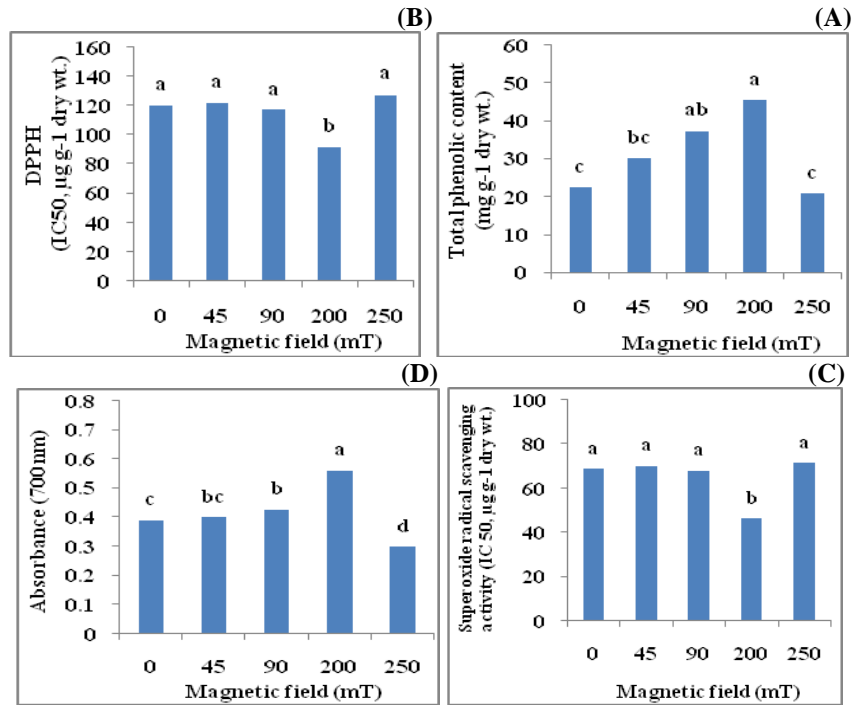 (B)
DPPH
(IC50, µg g-1 dry wt.)
160
140
120
100
80
60
40
20
0
a
a
a
b
a
0 45 90 200 250
Magnetic field (mT)
(A)
Total phenolic content
(mg g-1 dry wt.)
60
50
40
30
20
10
0
c
bc
ab
a
c
0 45 90 200 250
Magnetic field (mT)
(D)
Absorbance (700nm)
0.8
0.7
0.6
0.5
0.4
0.3
0.2
0.1
0
c
bc
b
a
d
0 45 90 200 250
Magnetic field (mT)
(C)
Superoxide radical scavenging
activity (IC 50, µg g-1 dry wt.)
100
80
60
40
20
0
a
a
a
b
a
0 45 90 200 250
Magnetic field (mT)